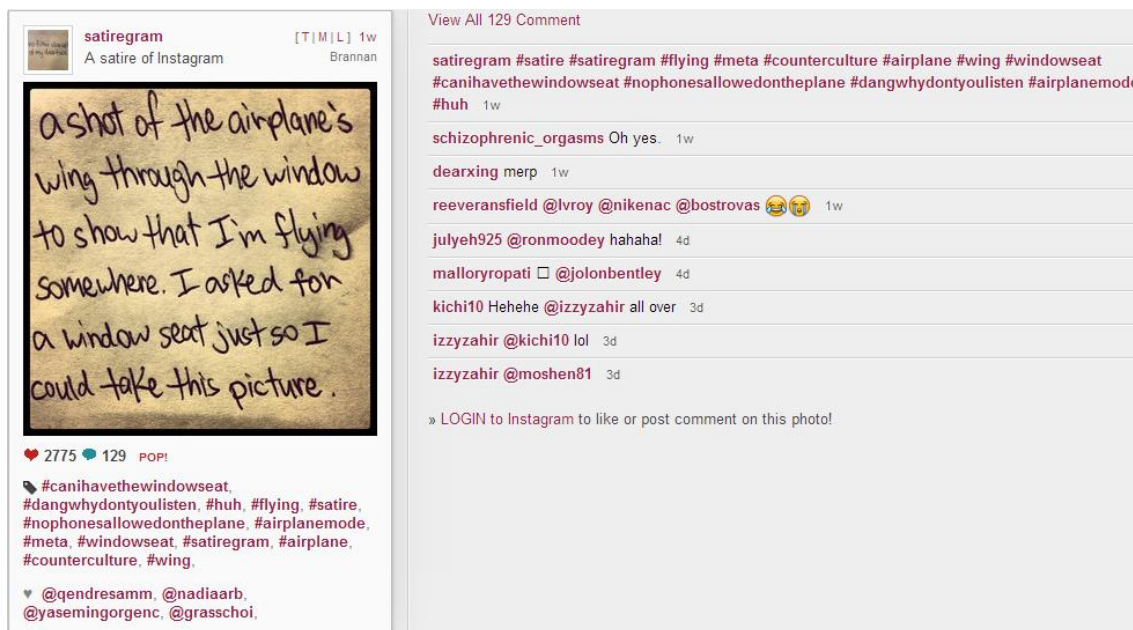 satiregram
[T|M|L] 1w
A satire of Instagram
Brannan
a shot of the airplane's
wing through the window
to show that I'm flying
somewhere. I asked for
a window seat just so I
could take this picture.
2775 129 POP!
#canihavethewindowseat,
#dangwhydontyoulisten, #huh, #flying, #satire,
#nophonesallowedontheplane, #airplanemode,
#meta, #windowseat, #satiregram, #airplane,
#counterculture, #wing,
@qendresamm, @nadiaarb,
@yasemingorgenc, @grasschoi,
View All 129 Comment
satiregram #satire #satiregram #flying #meta #counterculture #airplane #wing #windowseat
#canihavethewindowseat #nophonesallowedontheplane #dangwhydontyoulisten #airplanemode
#huh 1w
schizophrenic_orgasms Oh yes. 1w
dearxing merp 1w
reeveransfield @lvroy @nikenac @bostrovas 😂😭 1w
julyeh925 @ronmoodey hahaha! 4d
malloryropati □ @jolonbentley 4d
kichi10 Hehehe @izzyzahir all over 3d
izzyzahir @kichi10 lol 3d
izzyzahir @moshen81 3d
» LOGIN to Instagram to like or post comment on this photo!